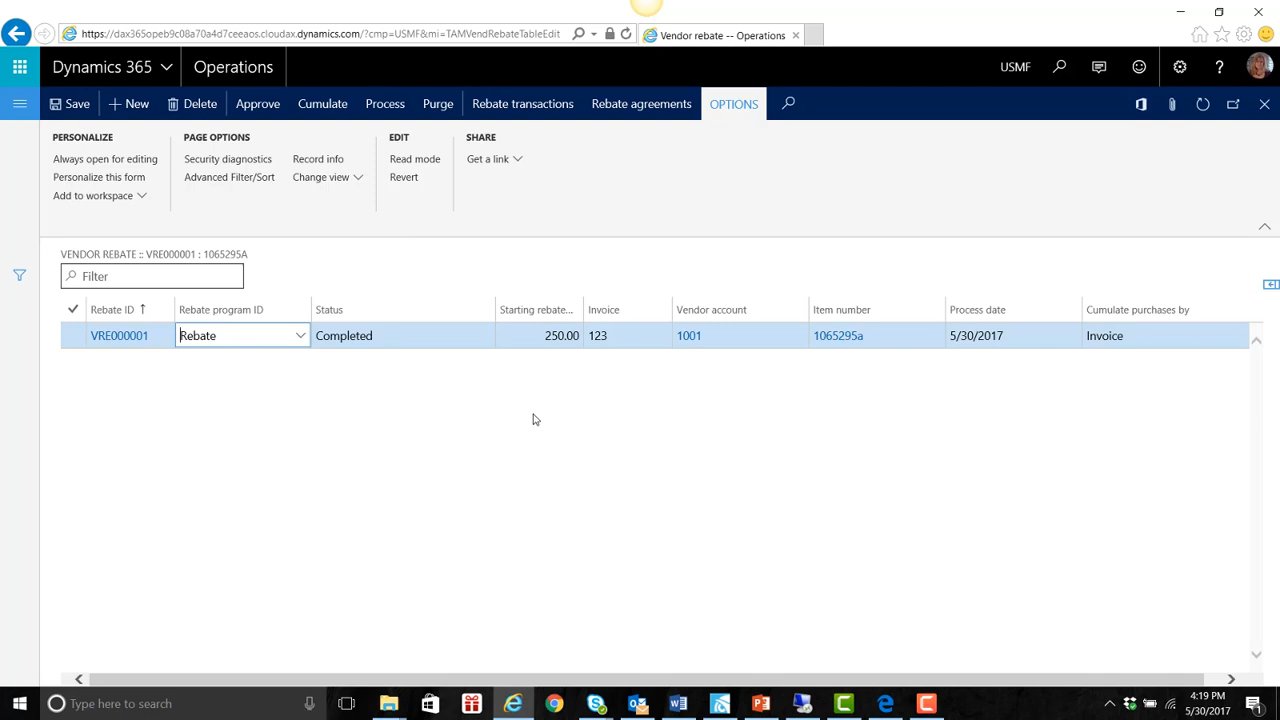 https://dax365opeb9c08a70a4d7ceeaos.cloudax.dynamics.com/?cmp=USMF&mi=TAMVendRebateTableEdit
Vendor rebate -- Operations
Dynamics 365 Operations USMF ?
Save + New Delete Approve Cumulate Process Purge Rebate transactions Rebate agreements OPTIONS
PERSONALIZE PAGE OPTIONS EDIT SHARE
Always open for editing Security diagnostics Record info Read mode Get a link
Personalize this form Advanced Filter/Sort Change view Revert
Add to workspace
VENDOR REBATE :: VRE000001 : 1065295A
Filter
Rebate ID ↑ Rebate program ID Status Starting rebate... Invoice Vendor account Item number Process date Cumulate purchases by
VRE000001 Rebate Completed 250.00 123 1001 1065295a 5/30/2017 Invoice
Type here to search
4:19 PM
5/30/2017